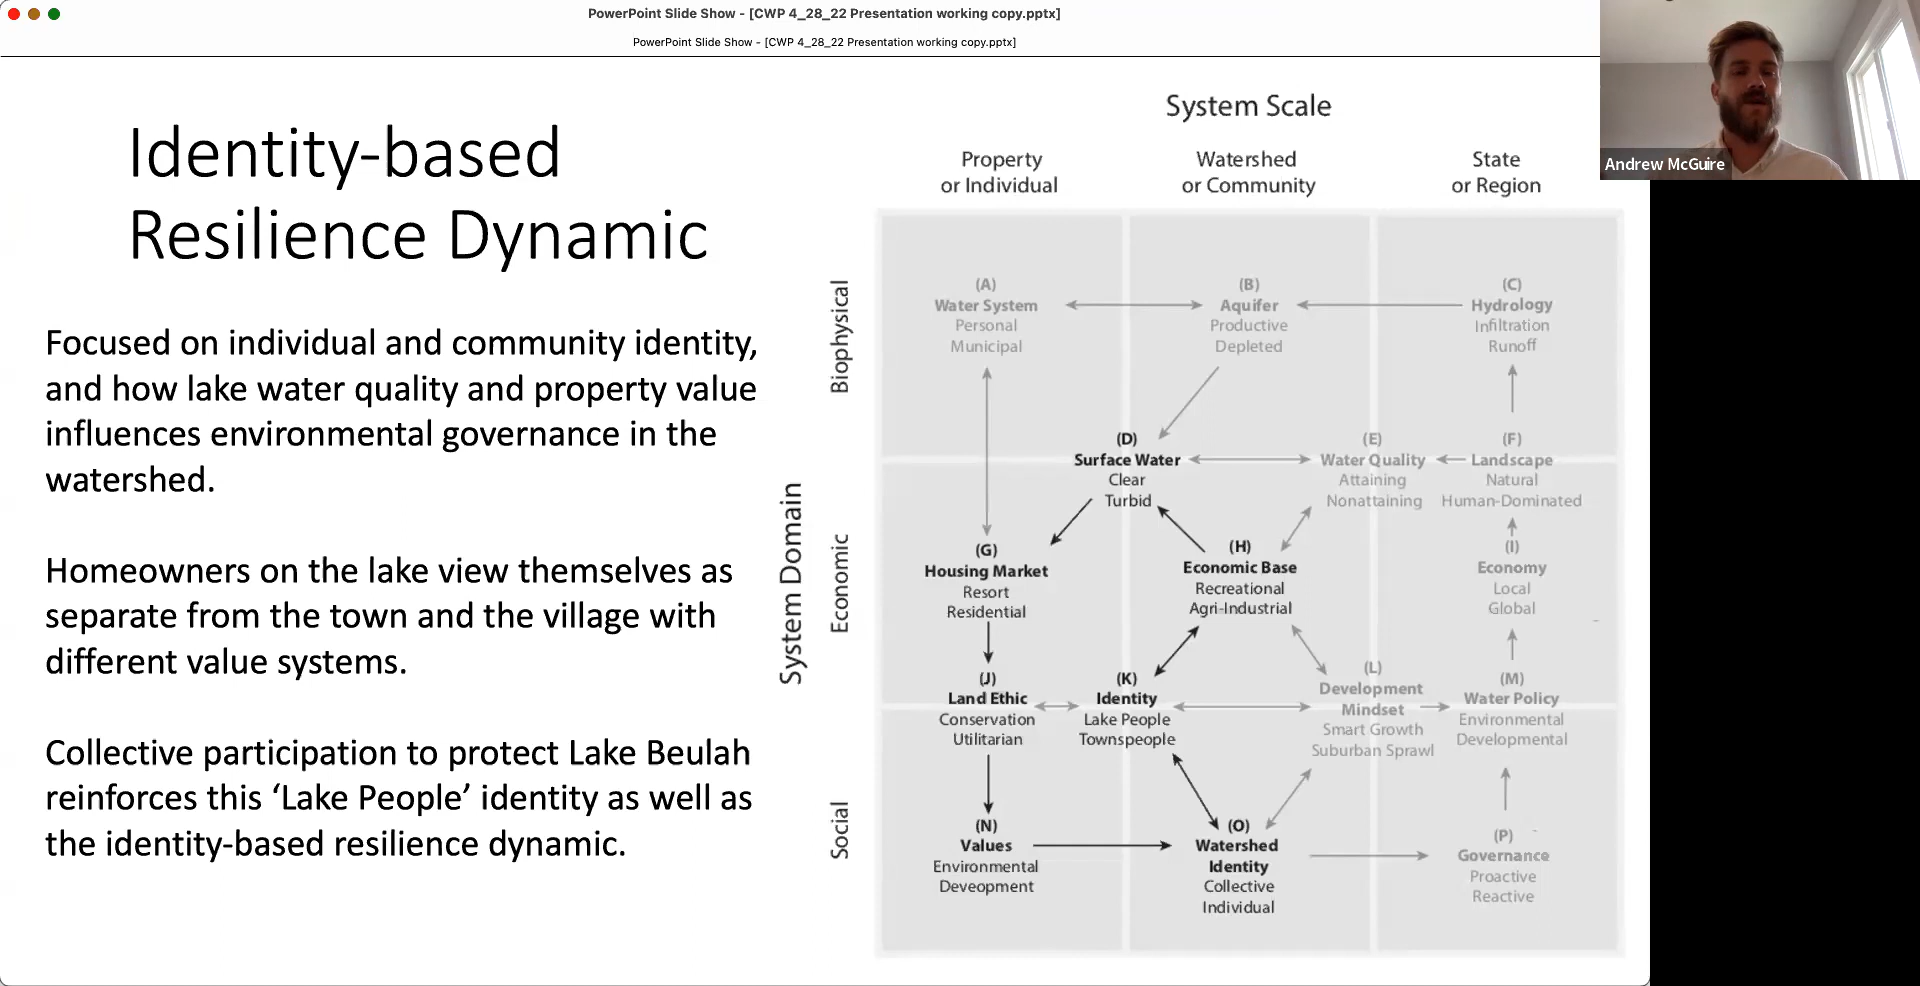 PowerPoint Slide Show - [CWP 4_28_22 Presentation working copy.pptx]
PowerPoint Slide Show - [CWP 4_28_22 Presentation working copy.pptx]
Andrew McGuire
Identity-based
Resilience Dynamic
Focused on individual and community identity,
and how lake water quality and property value
influences environmental governance in the
watershed.
Homeowners on the lake view themselves as
separate from the town and the village with
different value systems.
Collective participation to protect Lake Beulah
reinforces this ‘Lake People’ identity as well as
the identity-based resilience dynamic.
System Scale
Property
or Individual
Watershed
or Community
State
or Region
System Domain
Biophysical
Economic
Social
(A)
Water System
Personal
Municipal
(B)
Aquifer
Productive
Depleted
(C)
Hydrology
Infiltration
Runoff
(D)
Surface Water
Clear
Turbid
(E)
Water Quality
Attaining
Nonattaining
(F)
Landscape
Natural
Human-Dominated
(G)
Housing Market
Resort
Residential
(H)
Economic Base
Recreational
Agri-Industrial
(I)
Economy
Local
Global
(J)
Land Ethic
Conservation
Utilitarian
(K)
Identity
Lake People
Townspeople
(L)
Development
Mindset
Smart Growth
Suburban Sprawl
(M)
Water Policy
Environmental
Developmental
(N)
Values
Environmental
Deveopment
(O)
Watershed
Identity
Collective
Individual
(P)
Governance
Proactive
Reactive